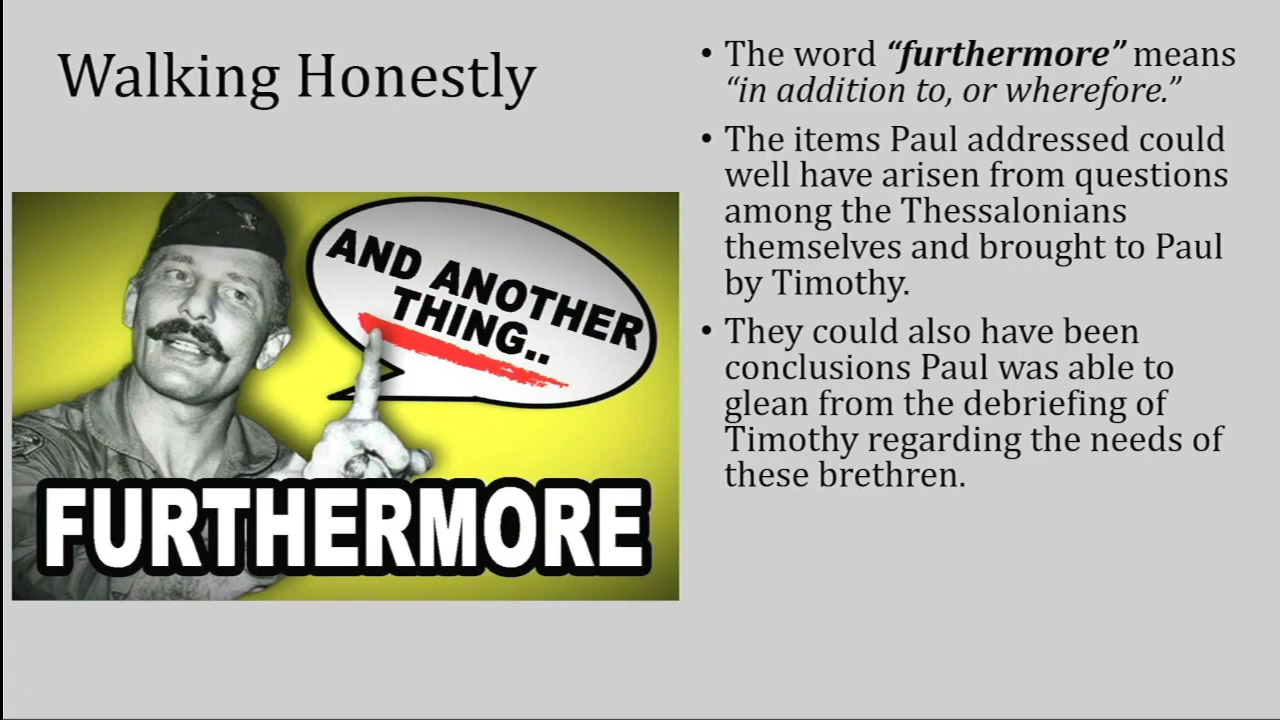 Walking Honestly
AND ANOTHER
THING..
FURTHERMORE
• The word “furthermore” means
“in addition to, or wherefore.”
• The items Paul addressed could
well have arisen from questions
among the Thessalonians
themselves and brought to Paul
by Timothy.
• They could also have been
conclusions Paul was able to
glean from the debriefing of
Timothy regarding the needs of
these brethren.